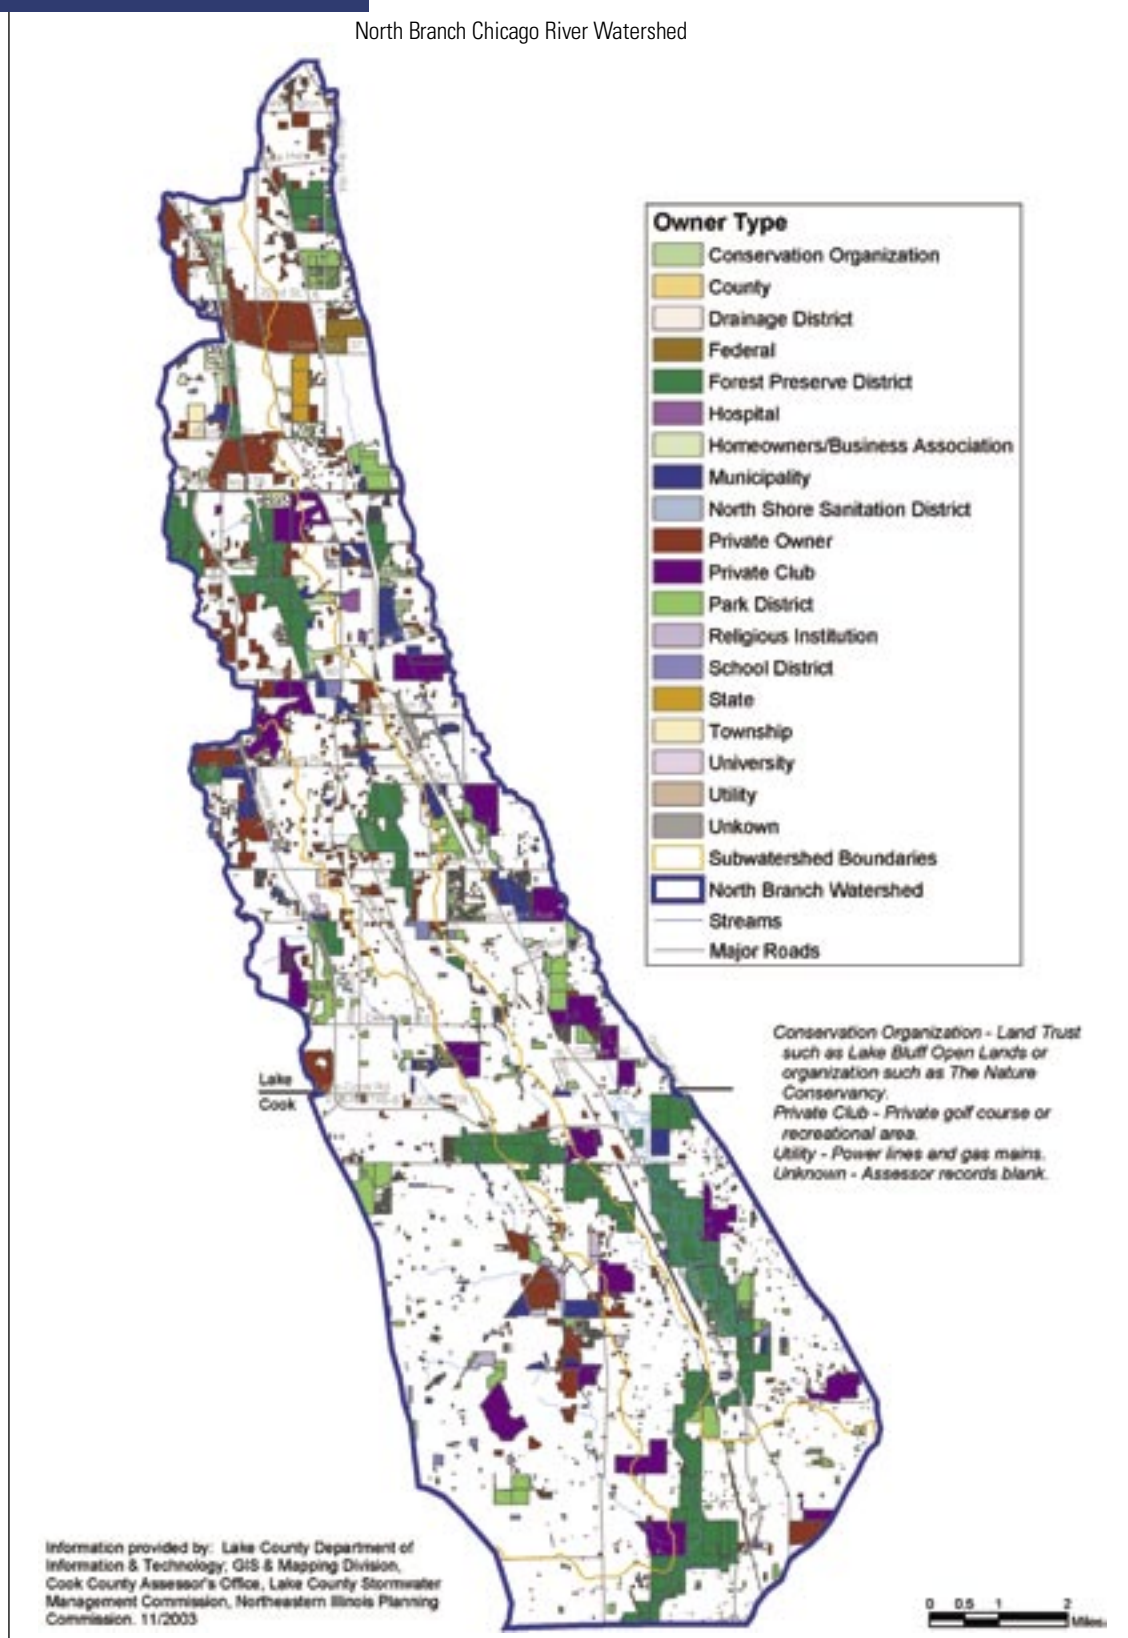 North Branch Chicago River Watershed
Owner Type
Conservation Organization
County
Drainage District
Federal
Forest Preserve District
Hospital
Homeowners/Business Association
Municipality
North Shore Sanitation District
Private Owner
Private Club
Park District
Religious Institution
School District
State
Township
University
Utility
Unkown
Subwatershed Boundaries
North Branch Watershed
Streams
Major Roads
Conservation Organization - Land Trust
such as Lake Bluff Open Lands or
organization such as The Nature
Conservancy.
Private Club - Private golf course or
recreational area.
Utility - Power lines and gas mains.
Unknown - Assessor records blank.
Lake
Cook
Information provided by: Lake County Department of
Information & Technology; GIS & Mapping Division,
Cook County Assessor's Office, Lake County Stormwater
Management Commission, Northeastern Illinois Planning
Commission. 11/2003
0 0.5 1 2
Miles